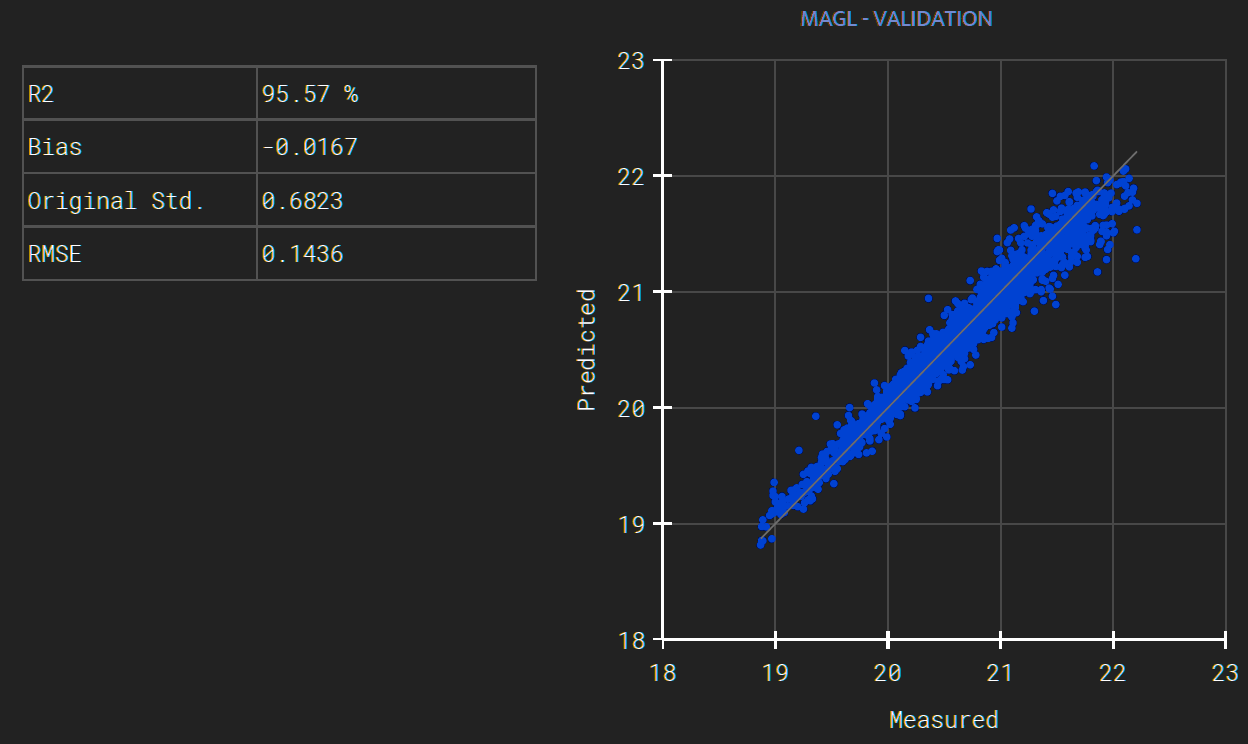 MAGL - VALIDATION
R2 95.57 %
Bias -0.0167
Original Std. 0.6823
RMSE 0.1436
23
22
21
20
19
18
Predicted
18 19 20 21 22 23
Measured